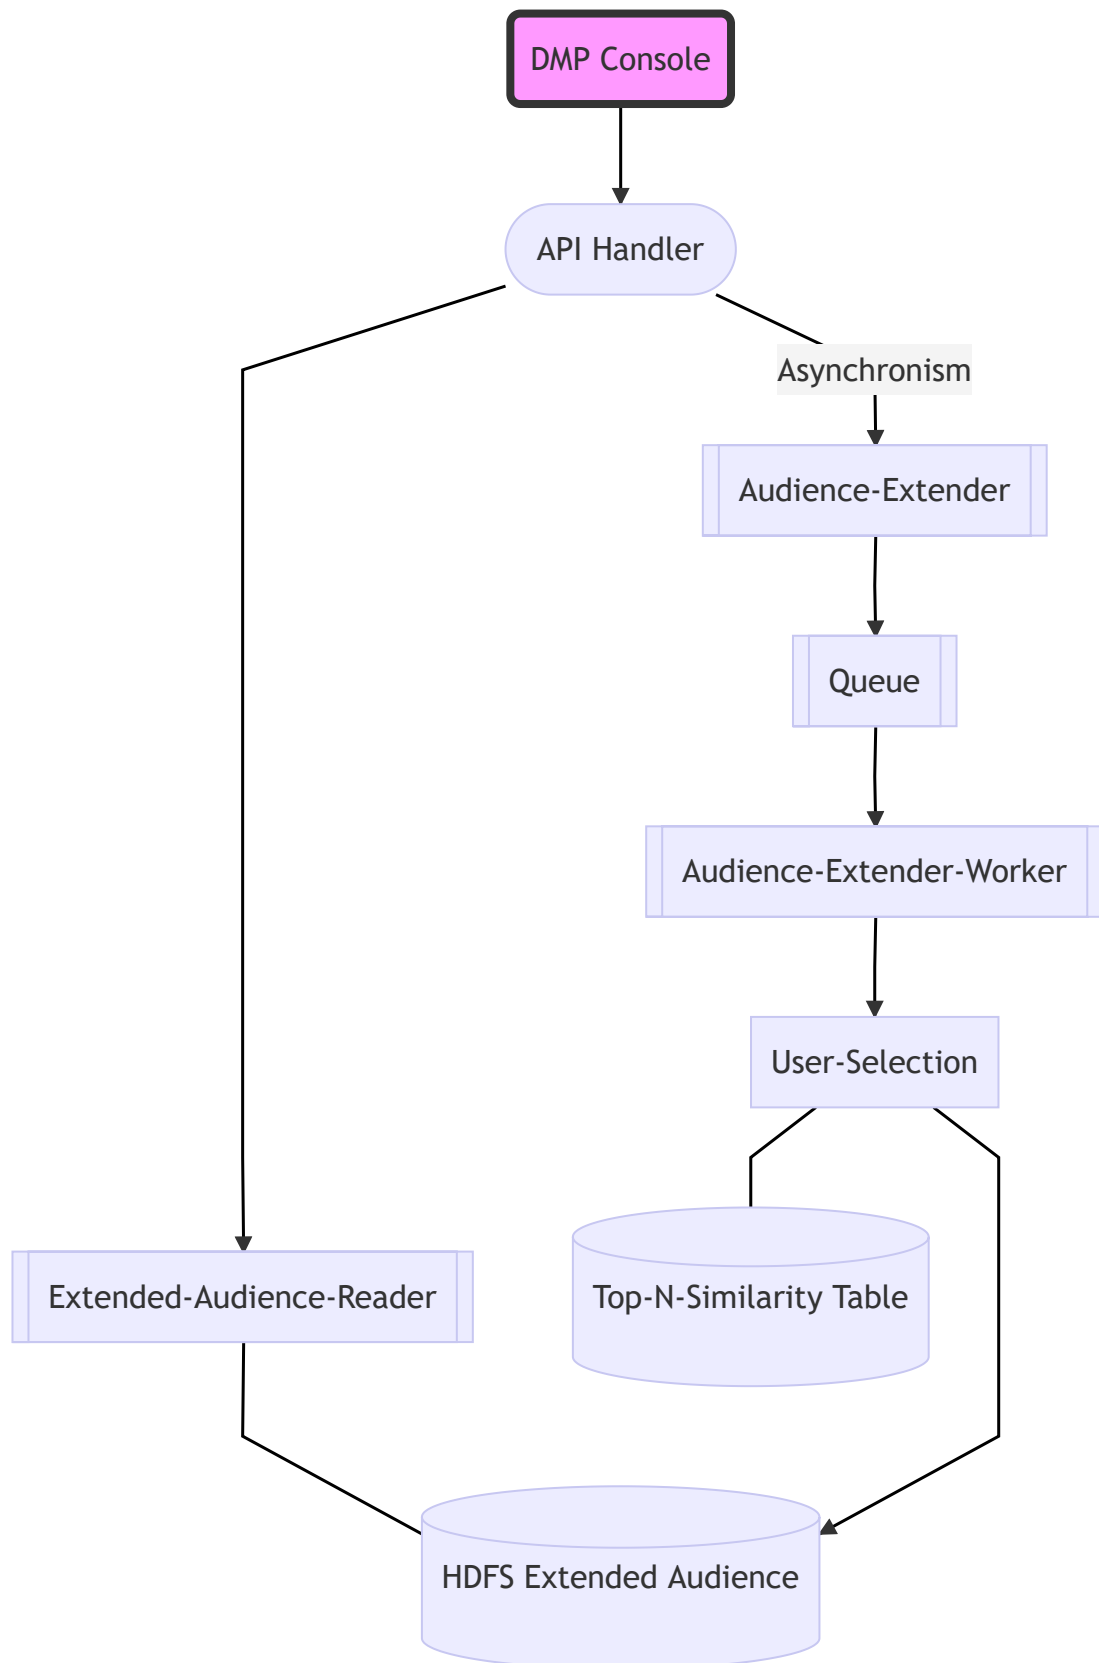 DMP Console
API Handler
Asynchronism
Audience-Extender
Queue
Audience-Extender-Worker
User-Selection
Extended-Audience-Reader
Top-N-Similarity Table
HDFS Extended Audience